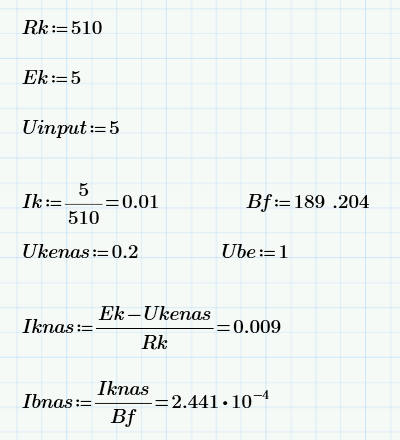 Rk:=510
Ek:=5
Uinput:=5
Ik:=5/510=0.01 Bf:=189 .204
Ukenas:=0.2 Ube:=1
Iknas:=(Ek−Ukenas)/Rk=0.009
Ibnas:=Iknas/Bf=2.441•10⁻⁴